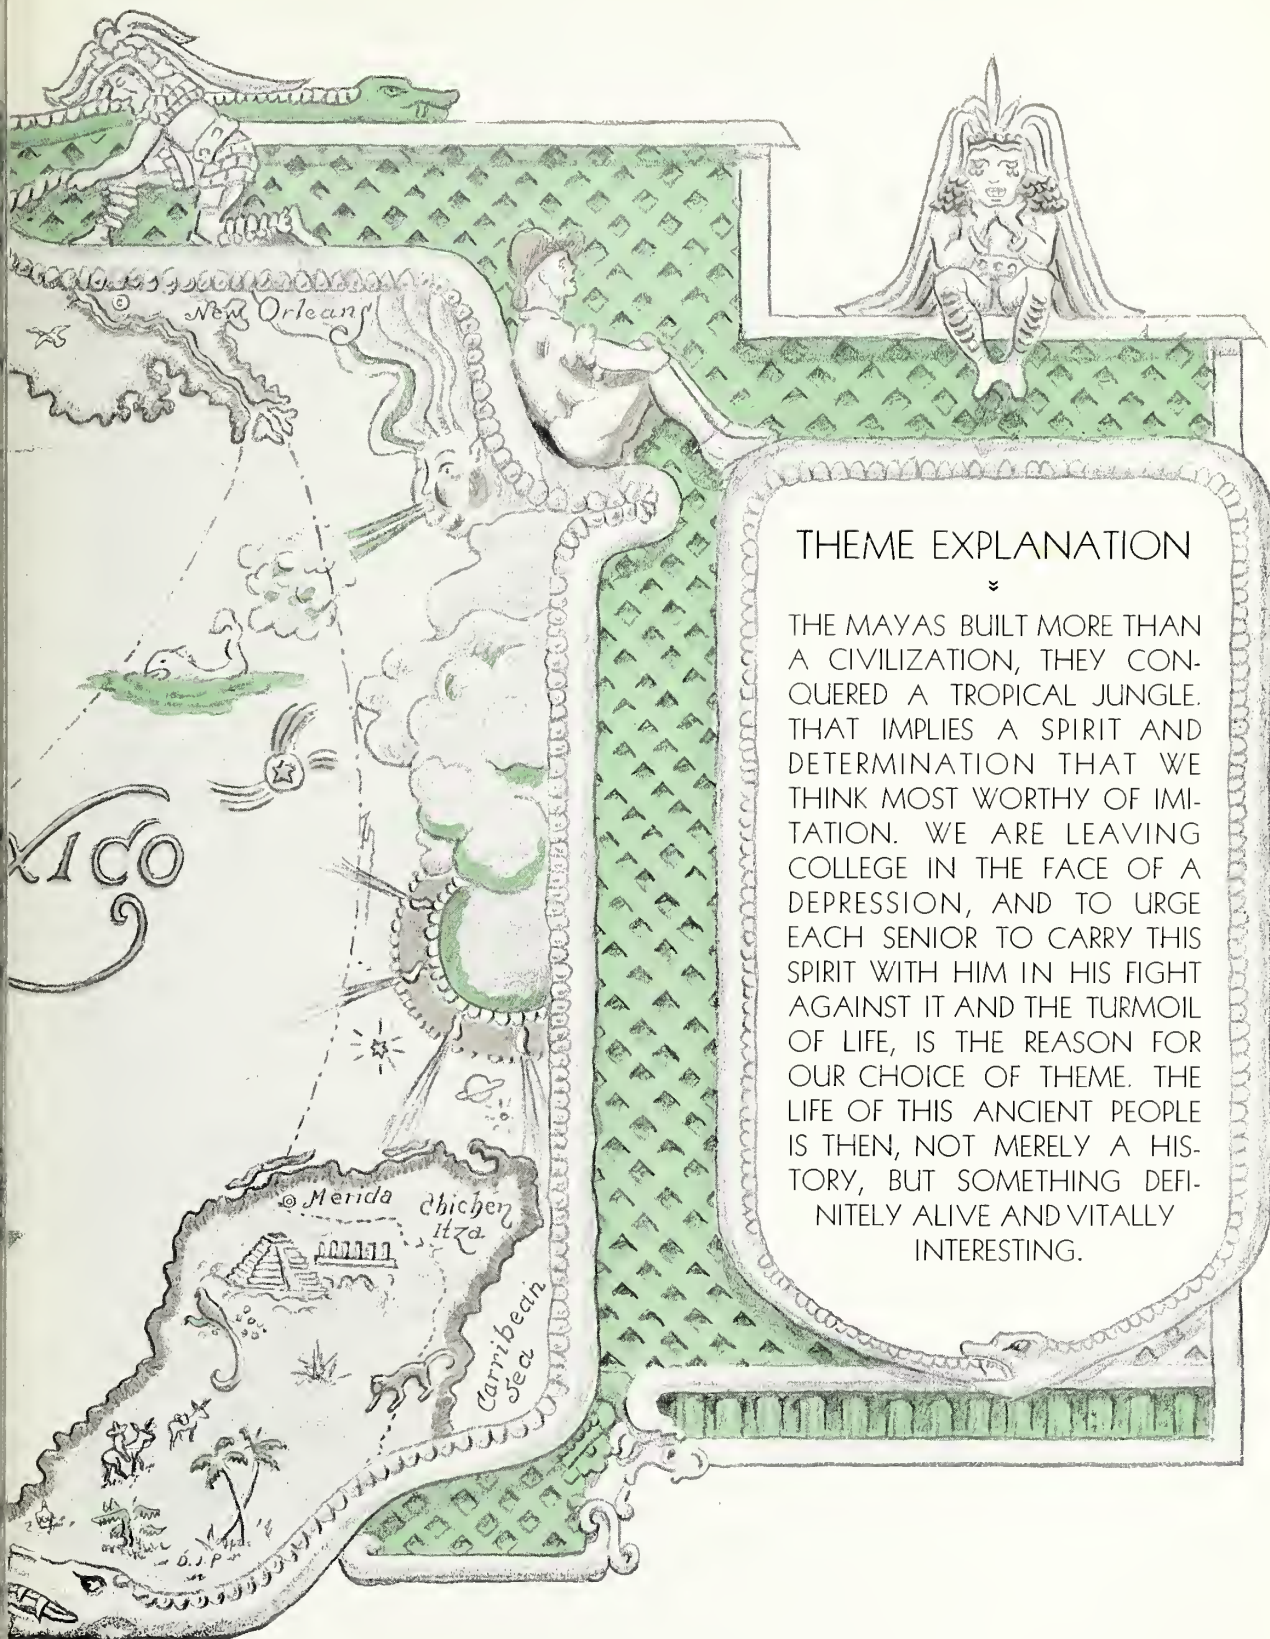 New Orleans
XICO
Merida
Chichén
Itza
Carribean
Sea
D.J.P
THEME EXPLANATION
THE MAYAS BUILT MORE THAN
A CIVILIZATION, THEY CON-
QUERED A TROPICAL JUNGLE.
THAT IMPLIES A SPIRIT AND
DETERMINATION THAT WE
THINK MOST WORTHY OF IMI-
TATION. WE ARE LEAVING
COLLEGE IN THE FACE OF A
DEPRESSION, AND TO URGE
EACH SENIOR TO CARRY THIS
SPIRIT WITH HIM IN HIS FIGHT
AGAINST IT AND THE TURMOIL
OF LIFE, IS THE REASON FOR
OUR CHOICE OF THEME. THE
LIFE OF THIS ANCIENT PEOPLE
IS THEN, NOT MERELY A HIS-
TORY, BUT SOMETHING DEFI-
NITELY ALIVE AND VITALLY
INTERESTING.